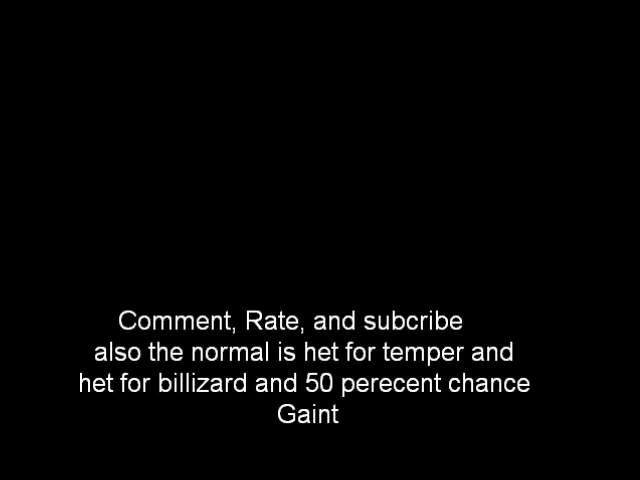 Comment, Rate, and subcribe
also the normal is het for temper and
het for billizard and 50 perecent chance
Gaint